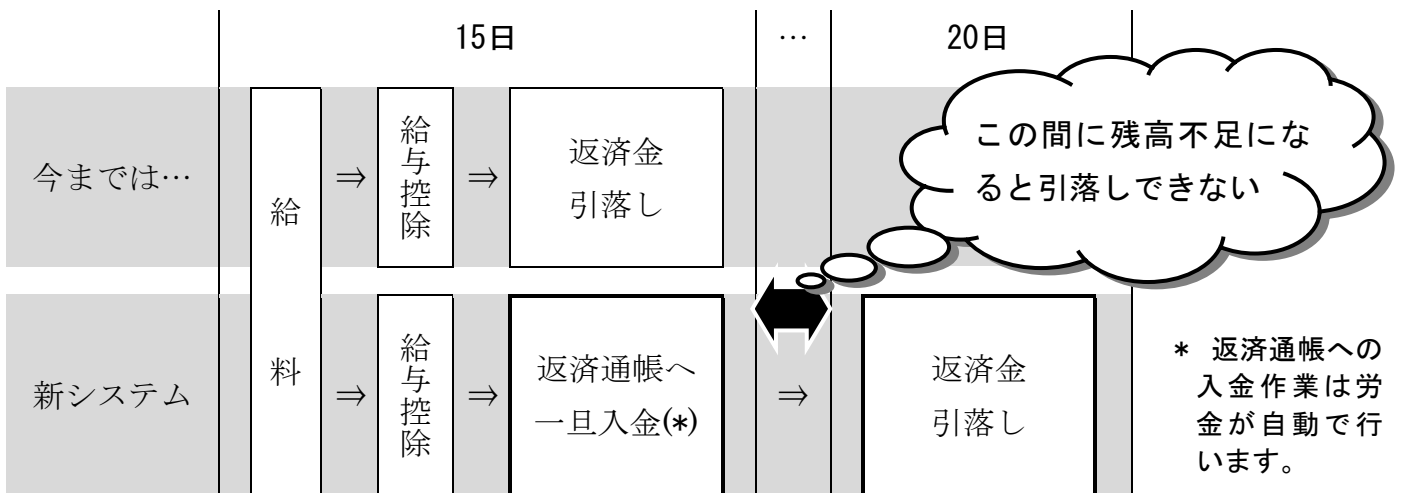 15日
…
20日
今までは…
給料
⇒
給与控除
⇒
返済金
引落し
この間に残高不足にな
ると引落しできない
新システム
⇒
給与控除
⇒
返済通帳へ
一旦入金(*)
⇒
返済金
引落し
* 返済通帳への
入金作業は労
金が自動で行
います。